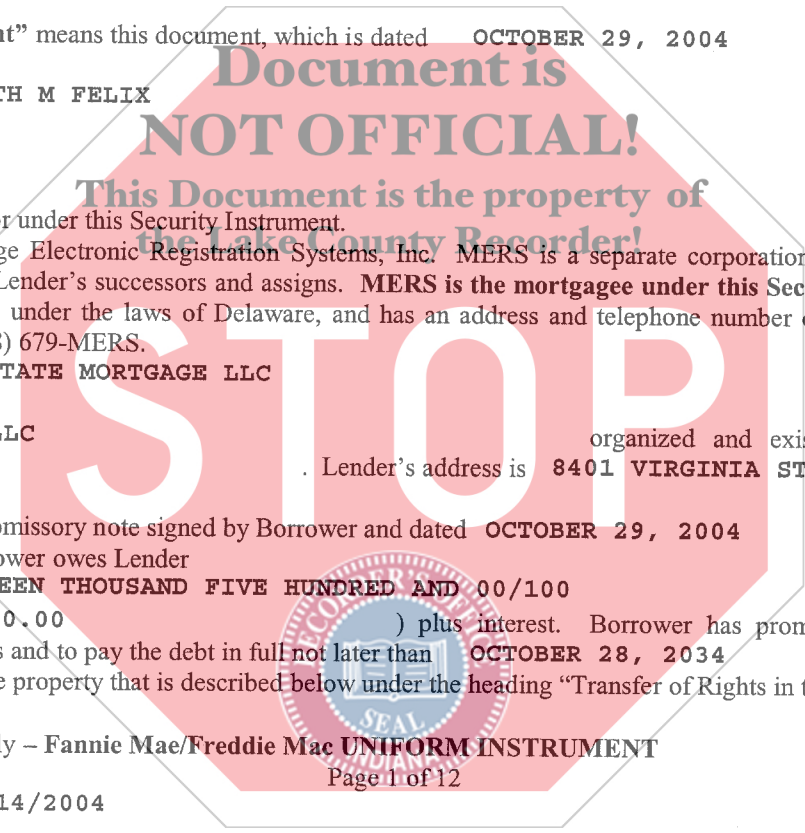 nt” means this document, which is dated OCTOBER 29, 2004
Document is
TH M FELIX
NOT OFFICIAL!
This Document is the property of
r under this Security Instrument.
the Lake County Recorder!
ge Electronic Registration Systems, Inc. MERS is a separate corporation
Lender’s successors and assigns. MERS is the mortgagee under this Sec
under the laws of Delaware, and has an address and telephone number o
8) 679-MERS.
TATE MORTGAGE LLC
STOP
LLC organized and exis
. Lender’s address is 8401 VIRGINIA ST
omissory note signed by Borrower and dated OCTOBER 29, 2004
ower owes Lender
EEN THOUSAND FIVE HUNDRED AND 00/100
0.00 ) plus interest. Borrower has prom
s and to pay the debt in full not later than OCTOBER 28, 2034
e property that is described below under the heading “Transfer of Rights in t
RECORDER'S OFFICE
SEAL
INDIANA
ly – Fannie Mae/Freddie Mac UNIFORM INSTRUMENT
Page 1 of 12
14/2004